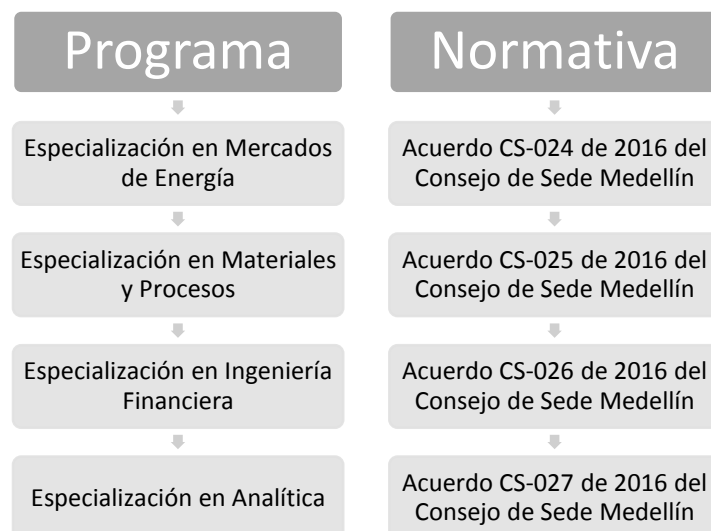 Programa
Normativa
Especialización en Mercados
de Energía
Acuerdo CS-024 de 2016 del
Consejo de Sede Medellín
Especialización en Materiales
y Procesos
Acuerdo CS-025 de 2016 del
Consejo de Sede Medellín
Especialización en Ingeniería
Financiera
Acuerdo CS-026 de 2016 del
Consejo de Sede Medellín
Especialización en Analítica
Acuerdo CS-027 de 2016 del
Consejo de Sede Medellín